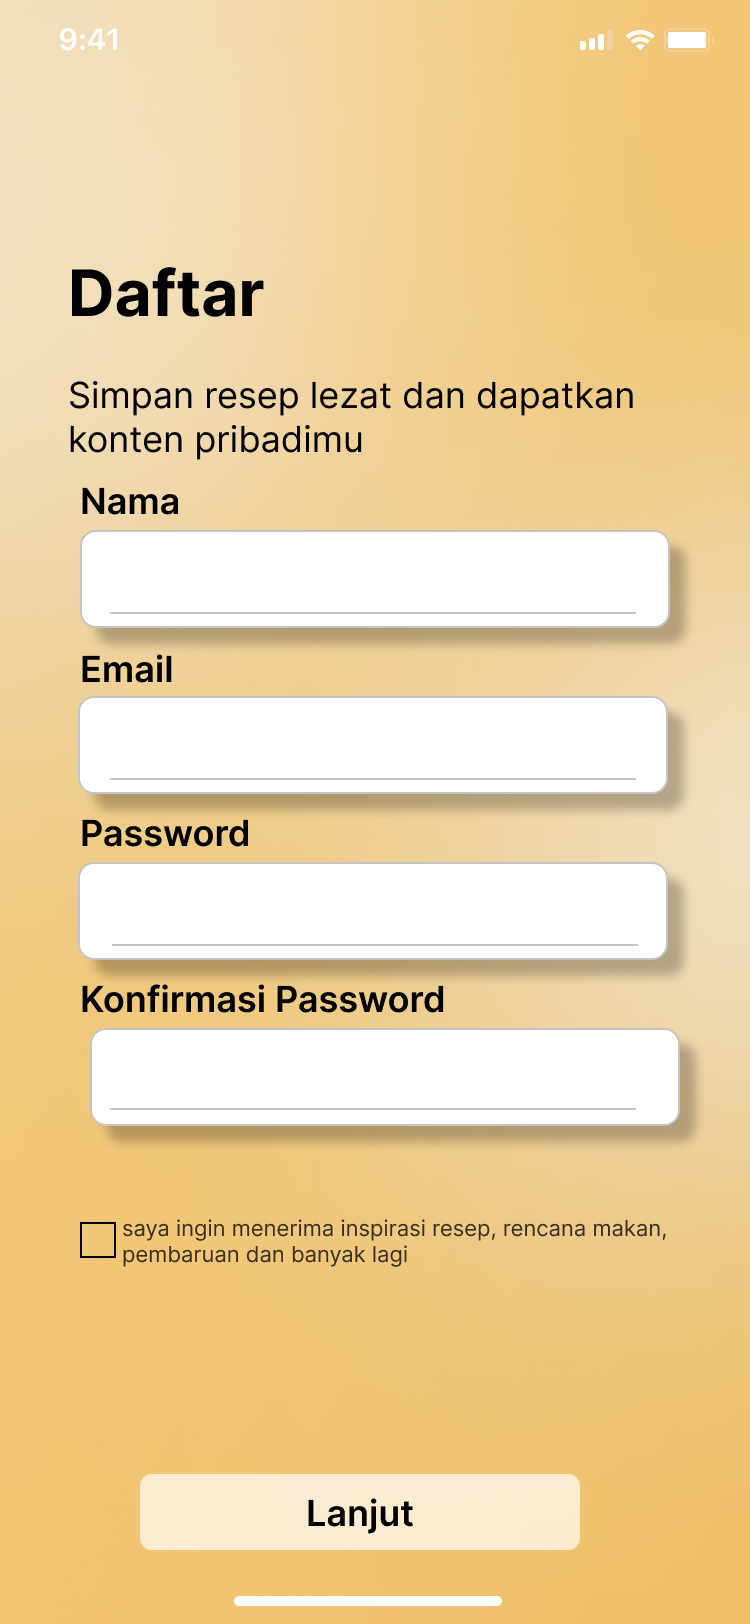 9:41
Daftar
Simpan resep lezat dan dapatkan
konten pribadimu
Nama
Email
Password
Konfirmasi Password
saya ingin menerima inspirasi resep, rencana makan,
pembaruan dan banyak lagi
Lanjut